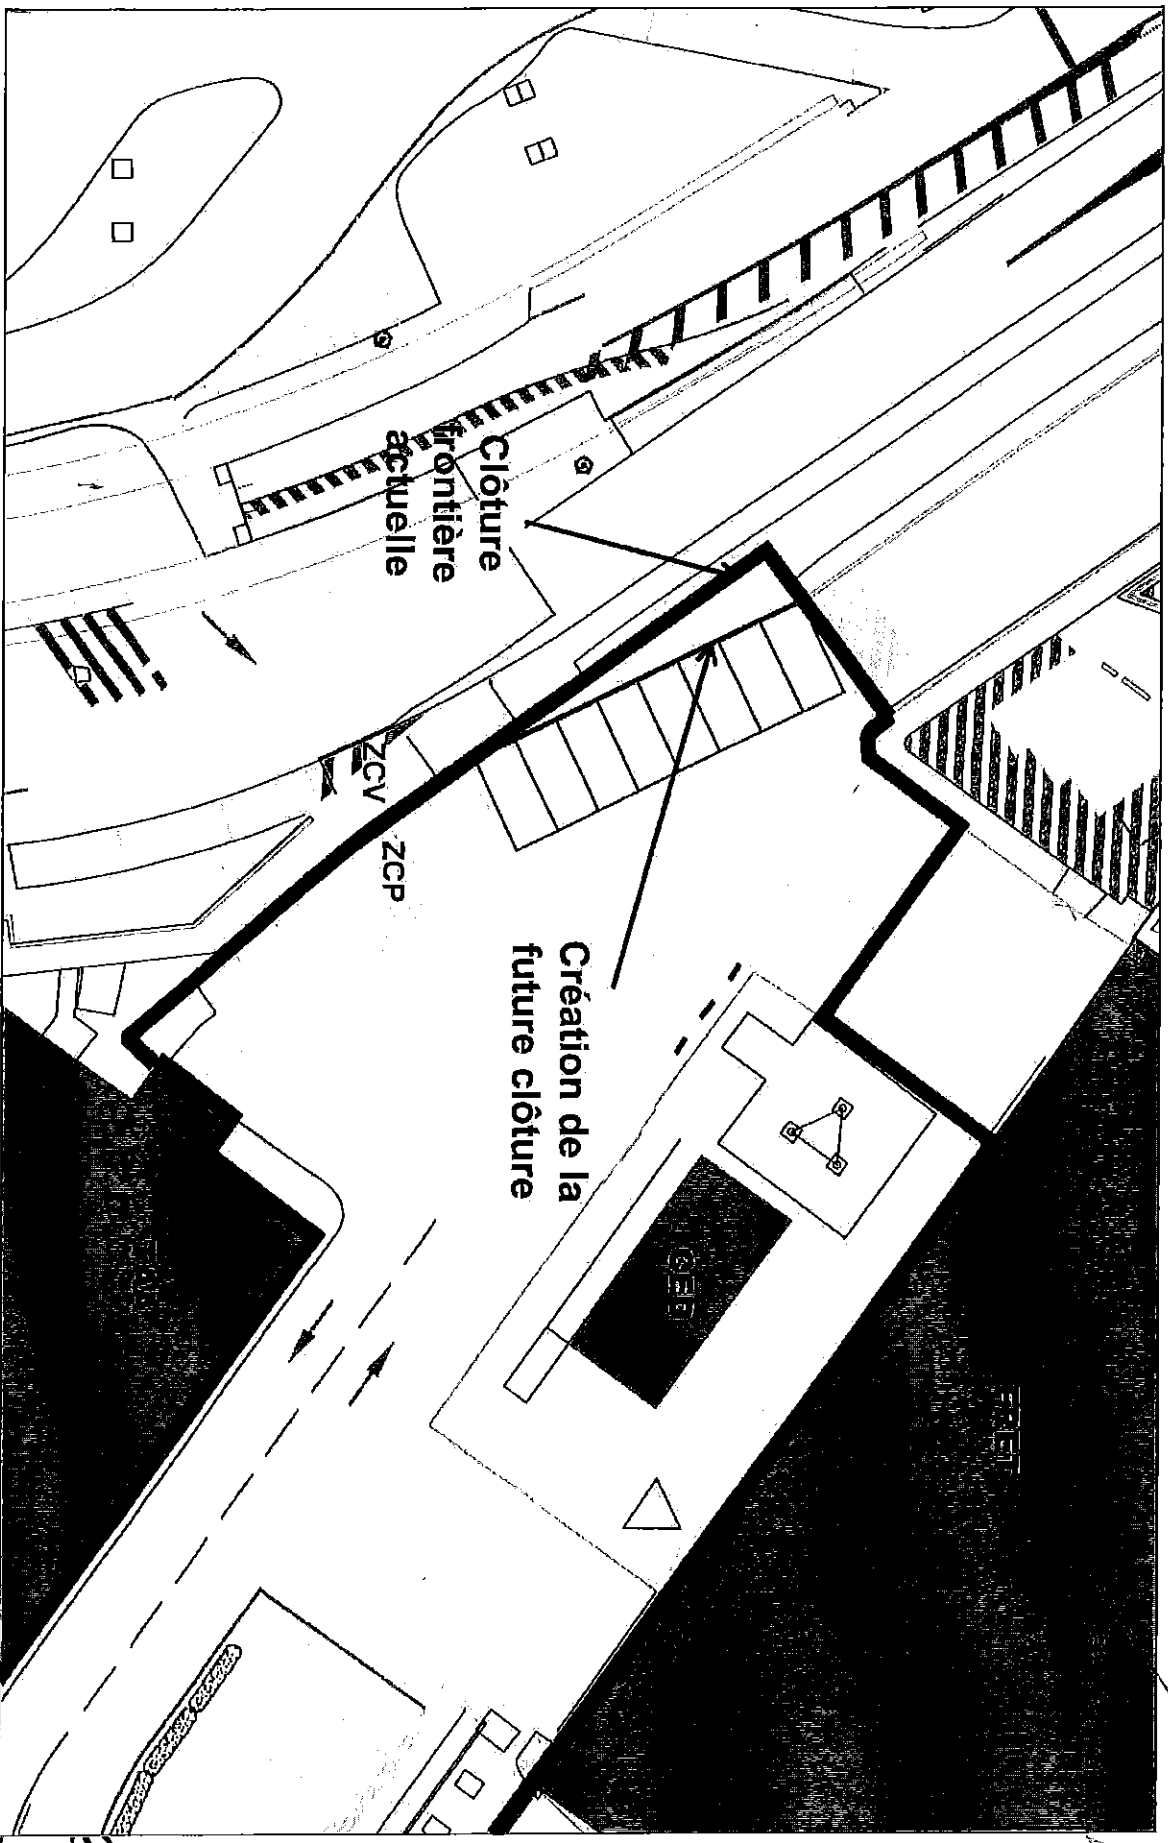 Clôture
frontière
actuelle
ZCV
ZCP
Création de la
future clôture
FRET